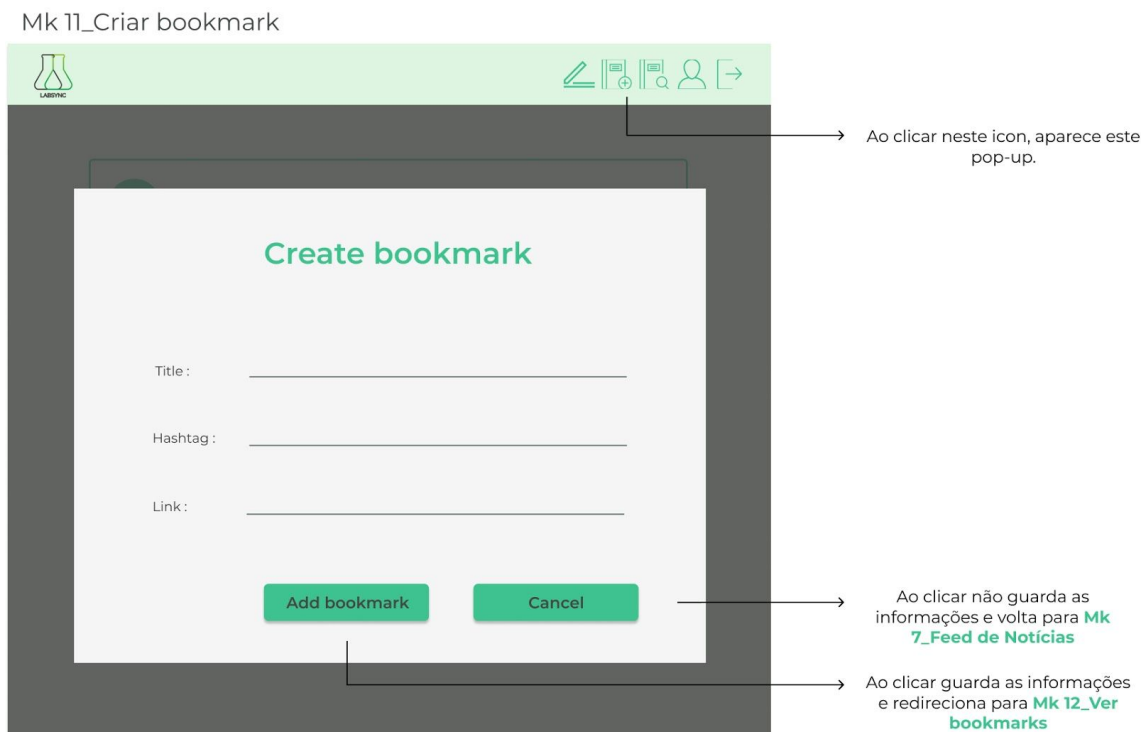 Mk 11_Criar bookmark
LABSYNC
Ao clicar neste icon, aparece este
pop-up.
Create bookmark
Title :
Hashtag :
Link :
Add bookmark
Cancel
Ao clicar não guarda as
informações e volta para Mk
7_Feed de Notícias
Ao clicar guarda as informações
e redireciona para Mk 12_Ver
bookmarks